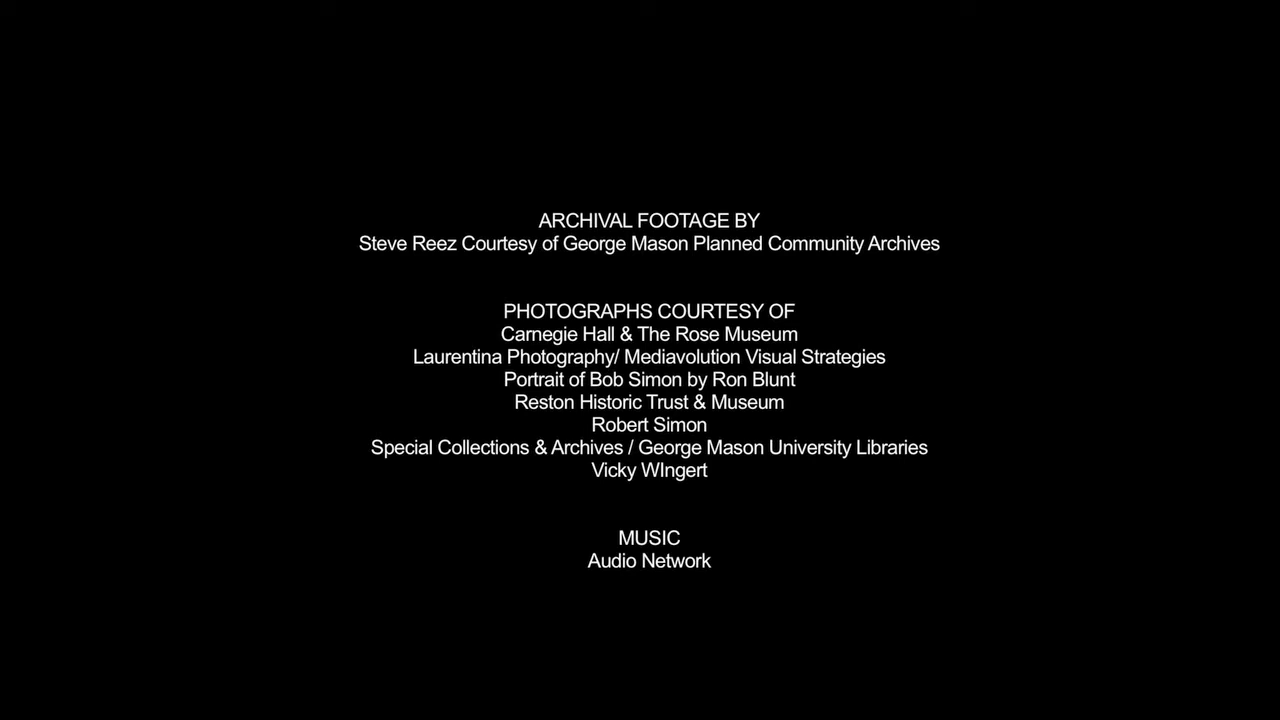 ARCHIVAL FOOTAGE BY
Steve Reez Courtesy of George Mason Planned Community Archives
PHOTOGRAPHS COURTESY OF
Carnegie Hall & The Rose Museum
Laurentina Photography/ Mediavolution Visual Strategies
Portrait of Bob Simon by Ron Blunt
Reston Historic Trust & Museum
Robert Simon
Special Collections & Archives / George Mason University Libraries
Vicky WIngert
MUSIC
Audio Network